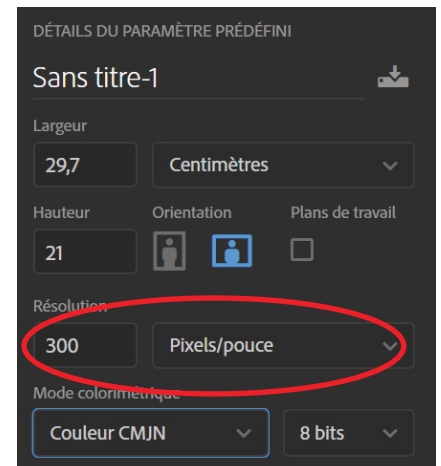 DÉTAILS DU PARAMÈTRE PRÉDÉFINI
Sans titre-1
Largeur
29,7 Centimètres
Hauteur Orientation Plans de travail
21
Résolution
300 Pixels/pouce
Mode colorimétrique
Couleur CMJN 8 bits